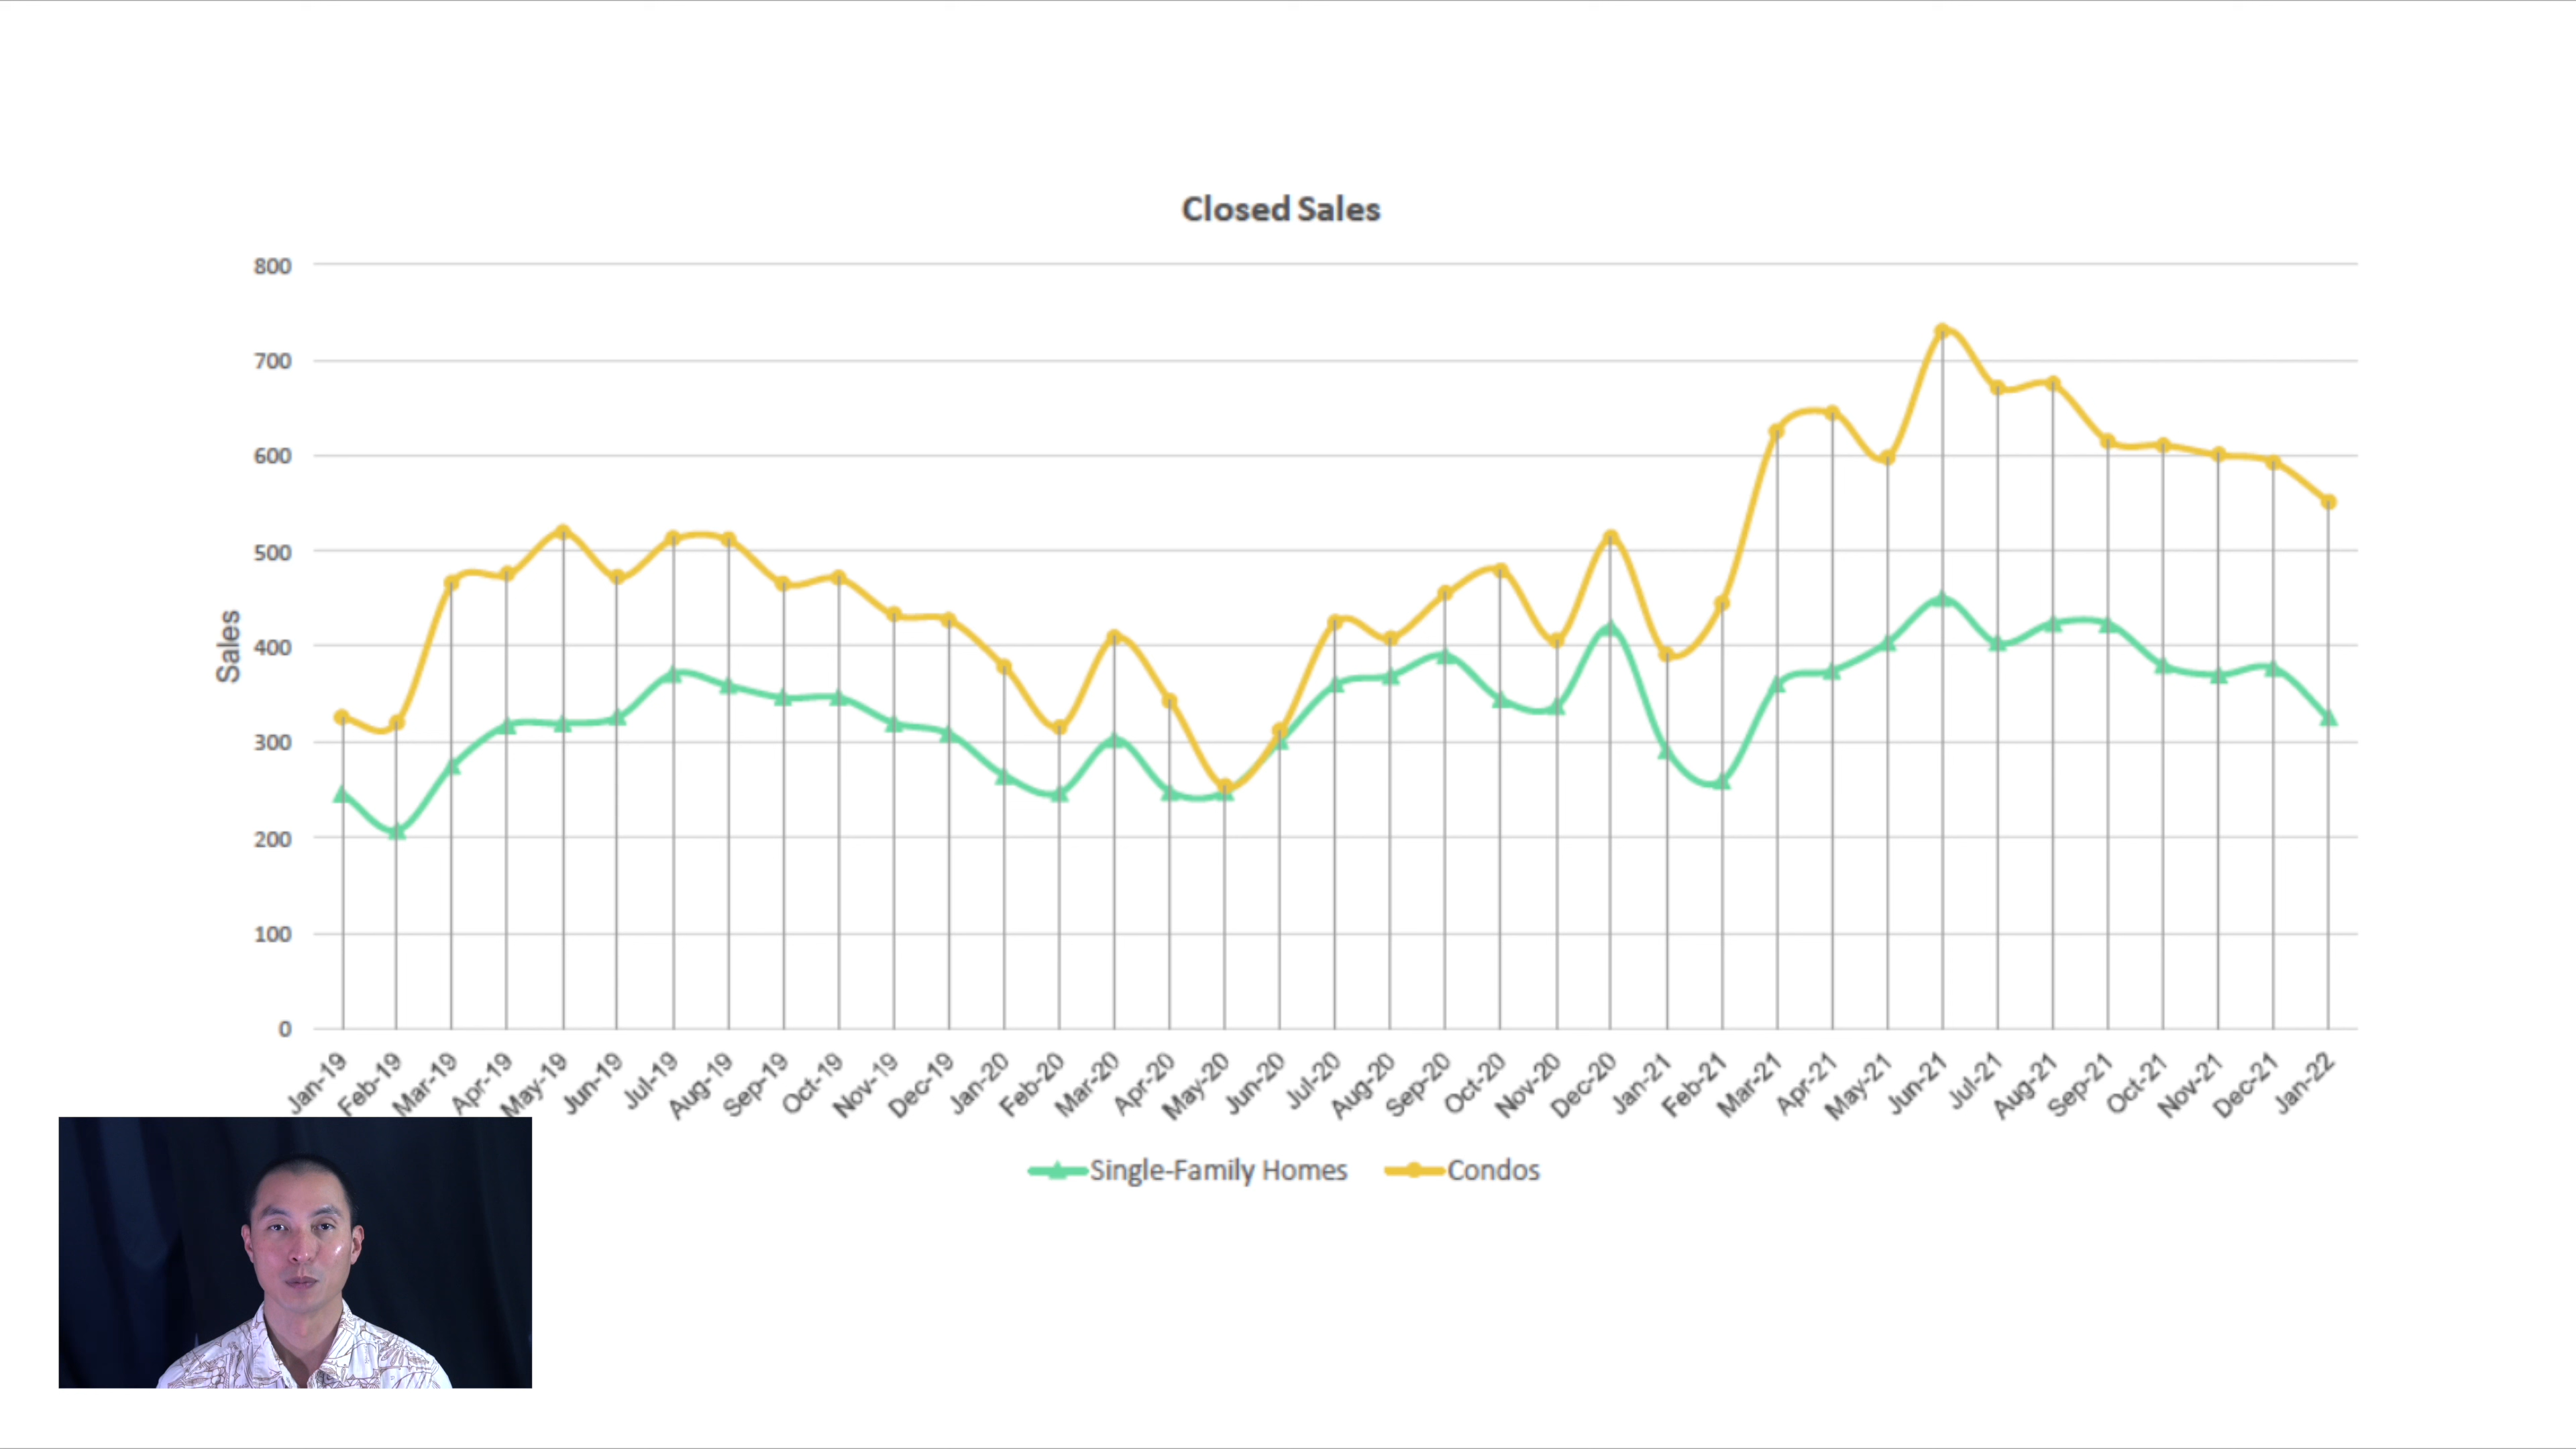 Closed Sales
800
700
600
500
400
300
200
100
0
Sales
Jan-19 Feb-19 Mar-19 Apr-19 May-19 Jun-19 Jul-19 Aug-19 Sep-19 Oct-19 Nov-19 Dec-19 Jan-20 Feb-20 Mar-20 Apr-20 May-20 Jun-20 Jul-20 Aug-20 Sep-20 Oct-20 Nov-20 Dec-20 Jan-21 Feb-21 Mar-21 Apr-21 May-21 Jun-21 Jul-21 Aug-21 Sep-21 Oct-21 Nov-21 Dec-21 Jan-22
Single-Family Homes Condos